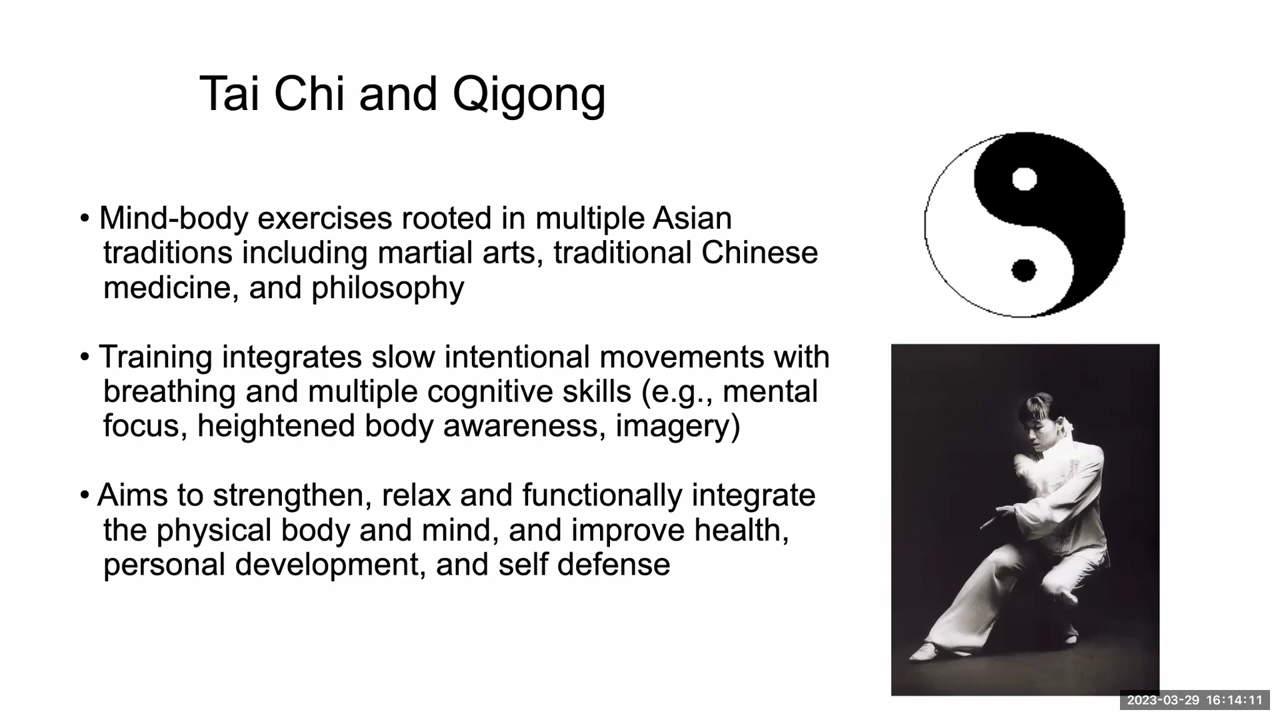 Tai Chi and Qigong
• Mind-body exercises rooted in multiple Asian
traditions including martial arts, traditional Chinese
medicine, and philosophy
• Training integrates slow intentional movements with
breathing and multiple cognitive skills (e.g., mental
focus, heightened body awareness, imagery)
• Aims to strengthen, relax and functionally integrate
the physical body and mind, and improve health,
personal development, and self defense
2023-03-29 16:14:11